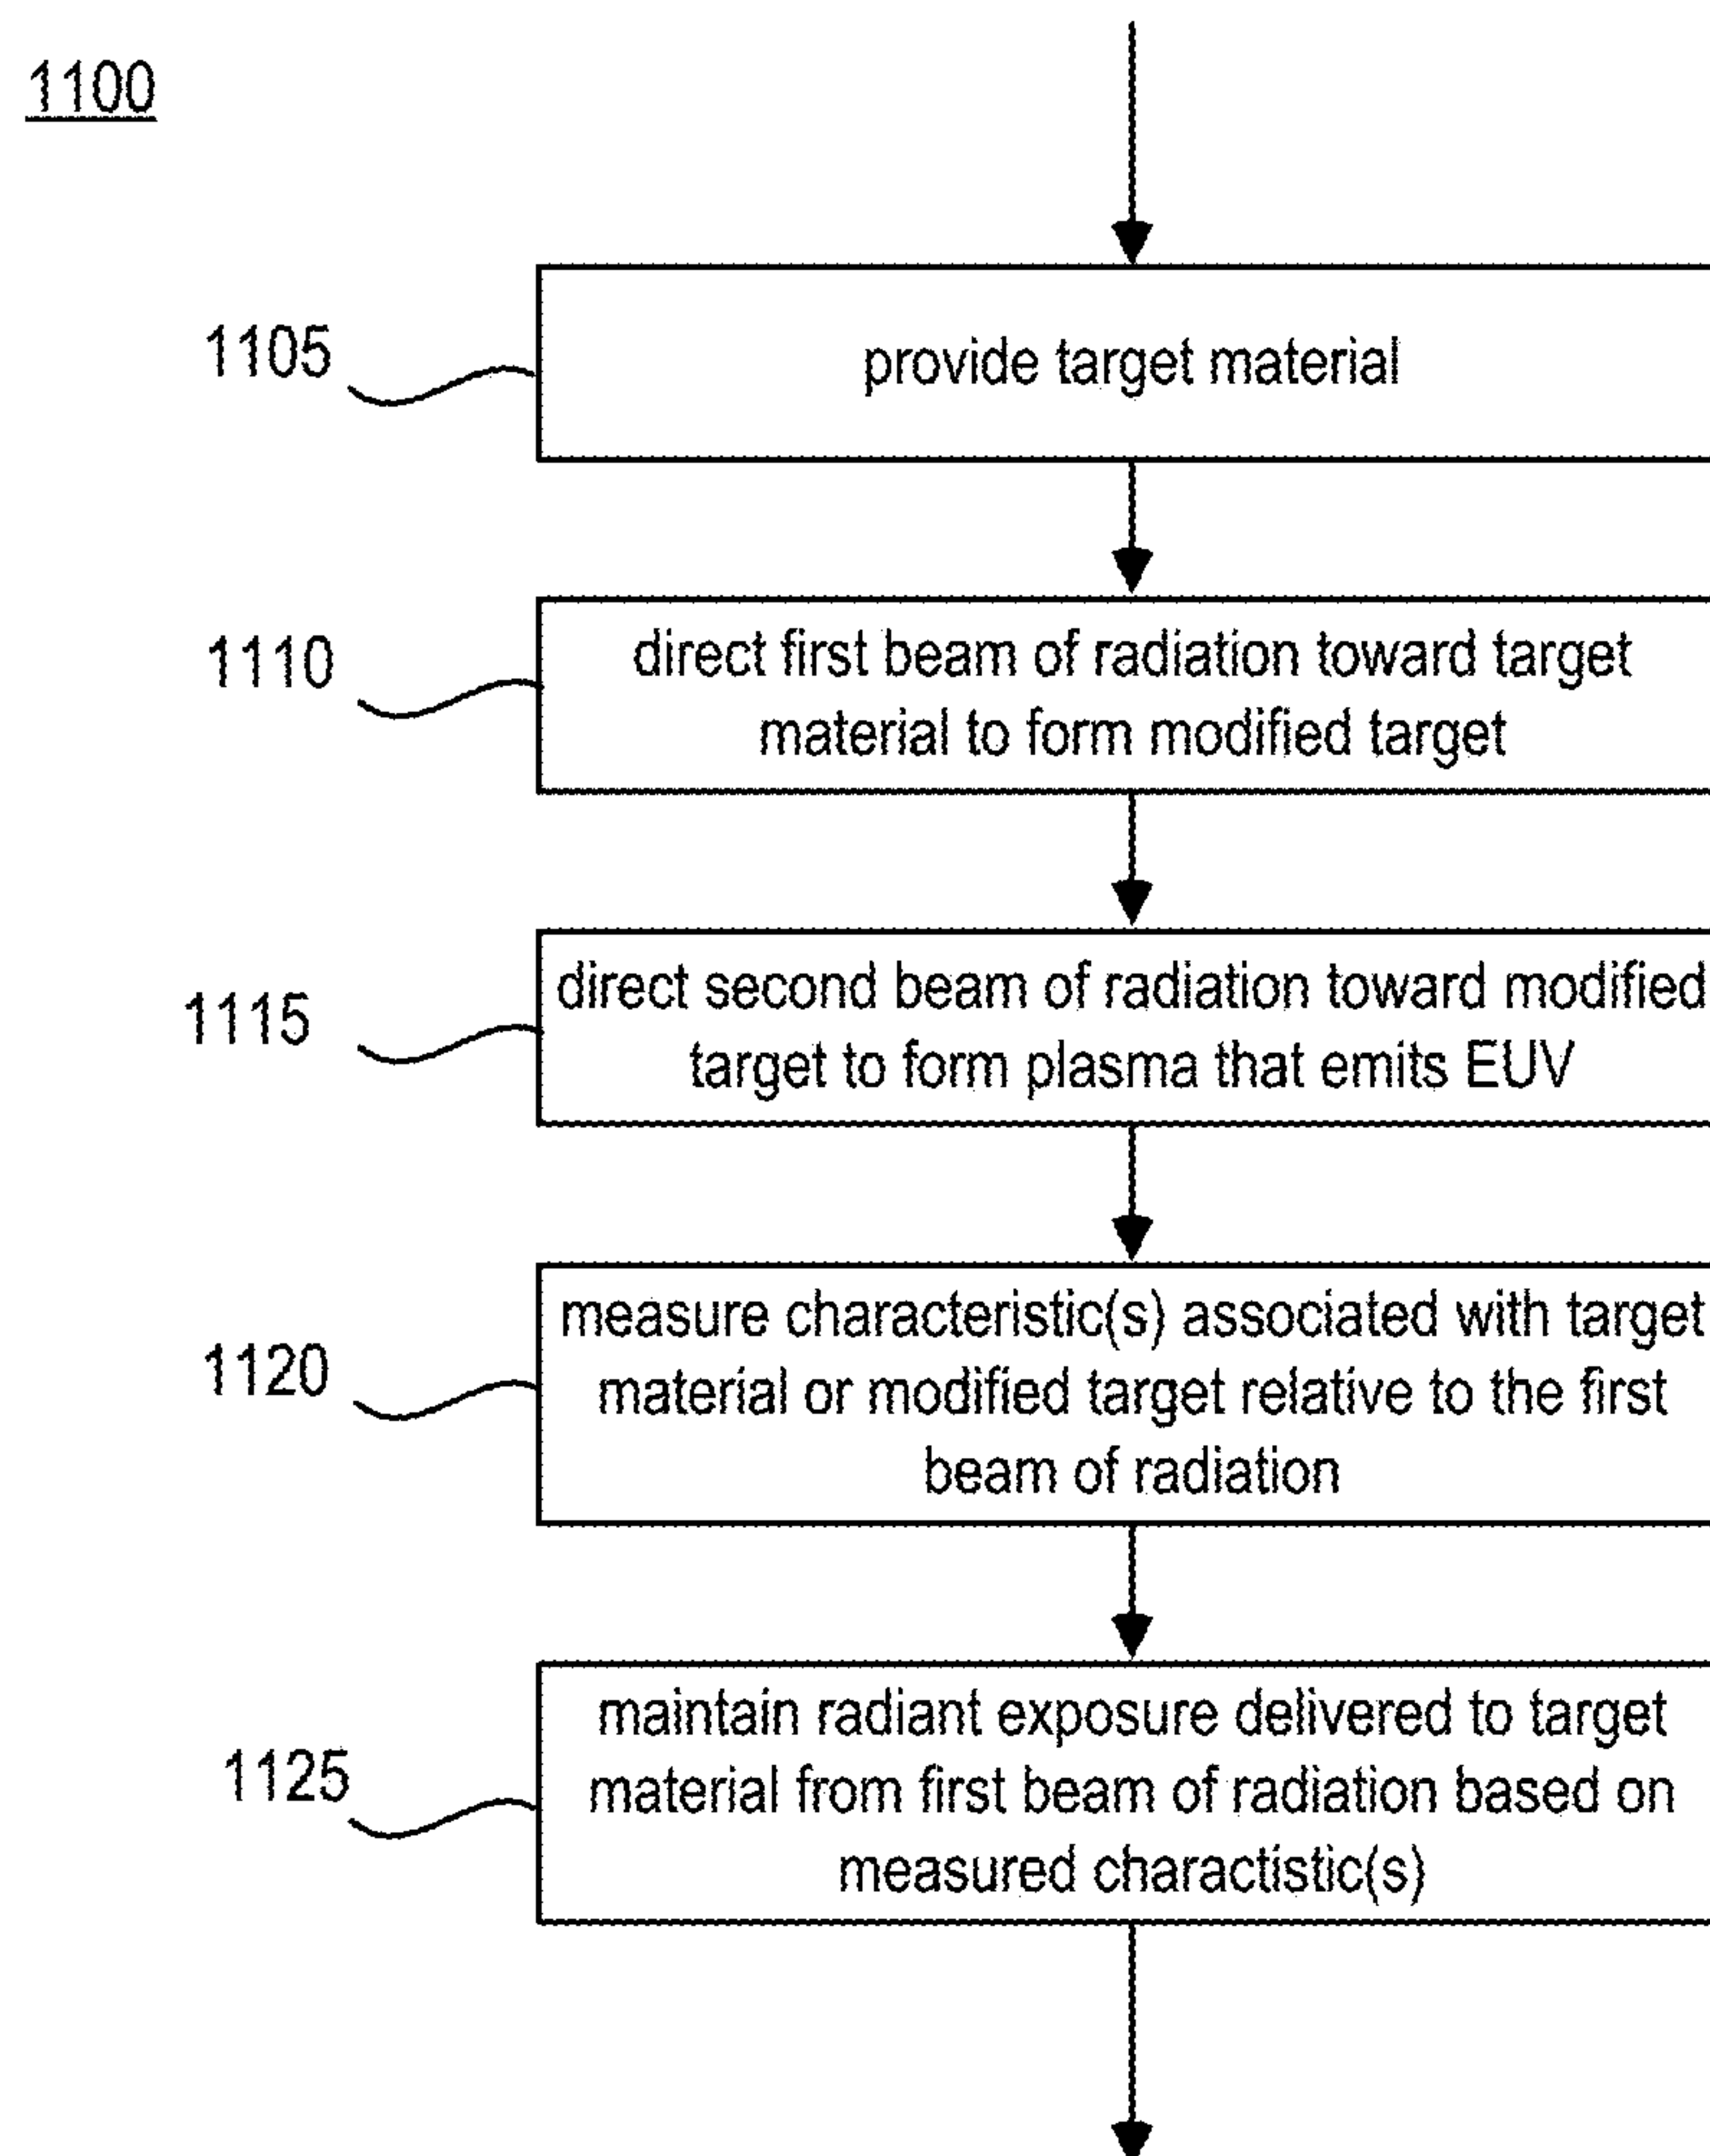 1100
1105
provide target material
1110
direct first beam of radiation toward target
material to form modified target
1115
direct second beam of radiation toward modified
target to form plasma that emits EUV
1120
measure characteristic(s) associated with target
material or modified target relative to the first
beam of radiation
1125
maintain radiant exposure delivered to target
material from first beam of radiation based on
measured charactistic(s)